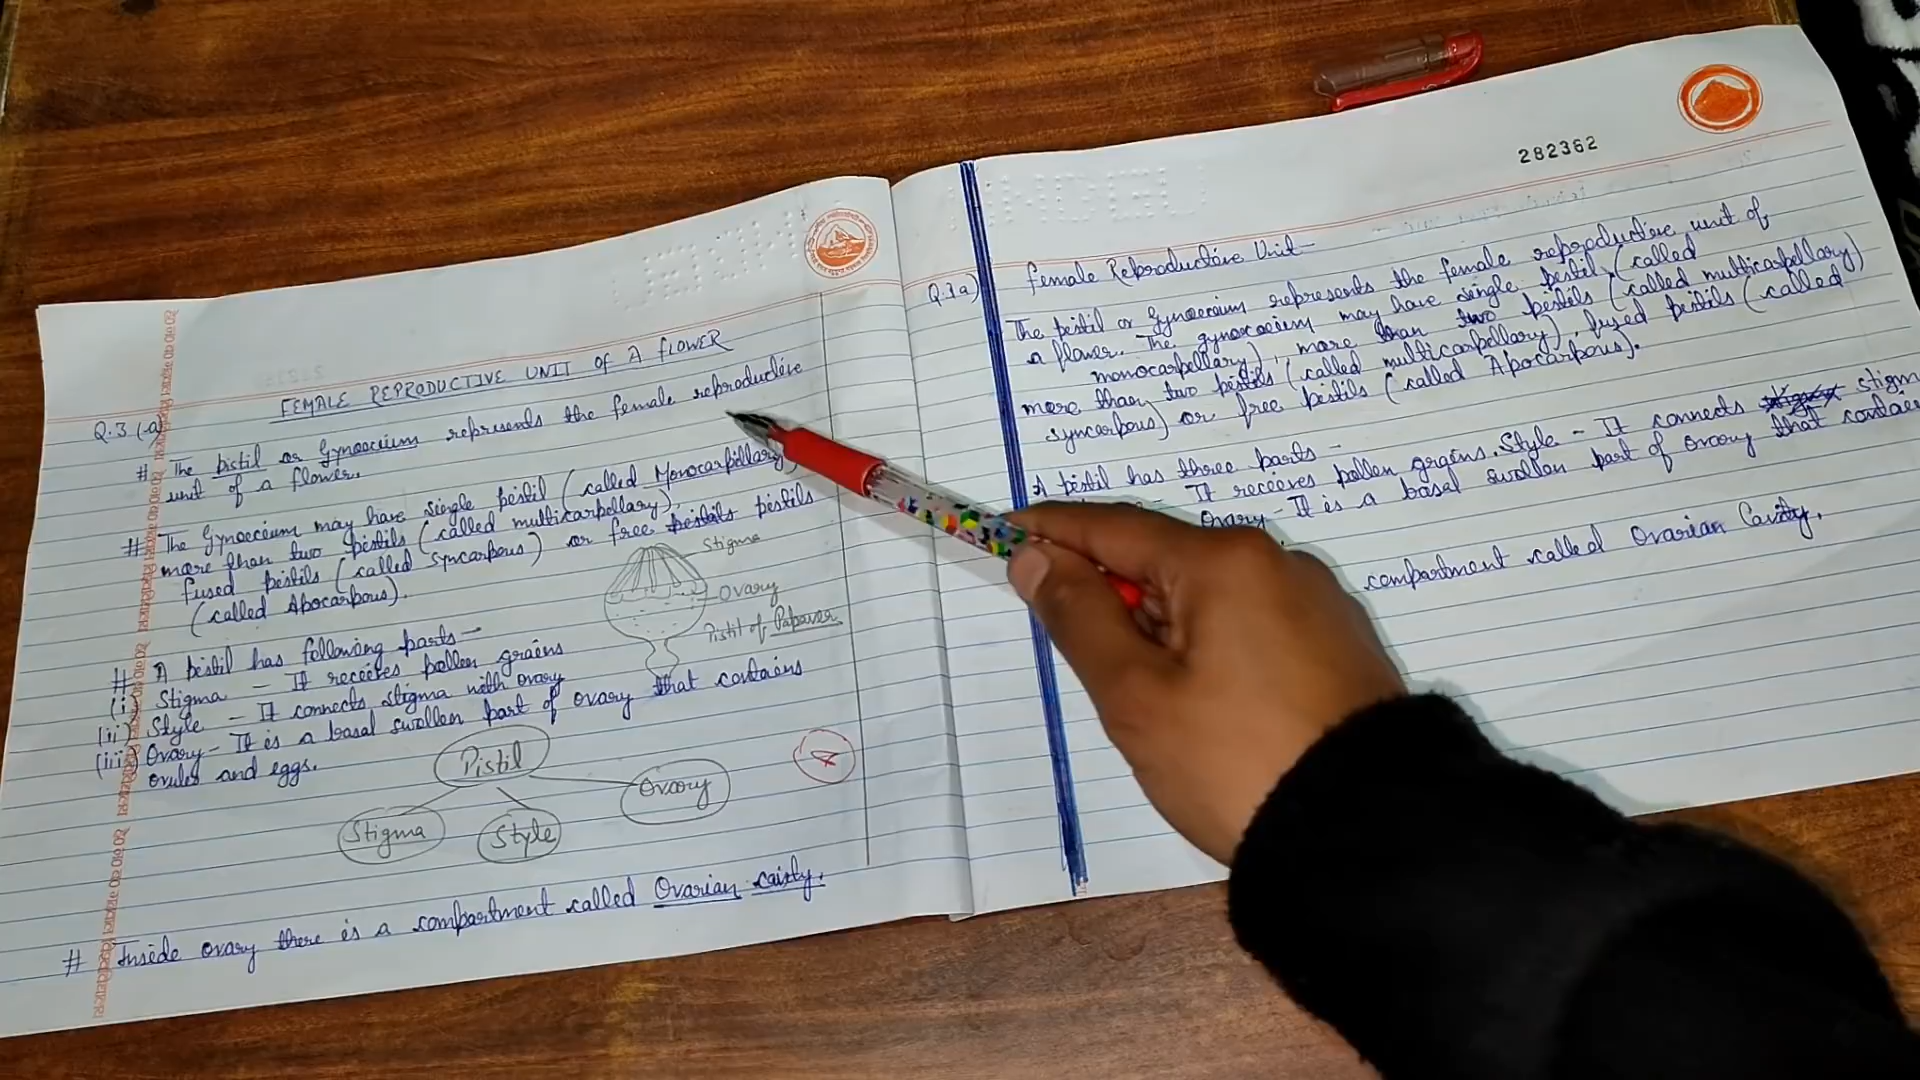 FEMALE REPRODUCTIVE UNIT OF A FLOWER
Q.3.(a)
# The pistil or Gynoecium represents the female reproductive
unit of a flower.
# The Gynoecium may have single pistil (called Monocarpillary)
more than two pistils (called multicarpellary),
fused pistils (called Syncarpous) or free pistils pistils
(called Apocarpous).
Stigma
Ovary
Pistil of Papaver
# A pistil has following parts -
(i) Stigma - It receives pollen grains
(ii) Style - It connects stigma with ovary
(iii) Ovary - It is a basal swollen part of ovary that contains
ovules and eggs.
Pistil
Stigma
Style
Ovary
# Inside ovary there is a compartment called Ovarian cavity.
282362
Q.3.a)
Female Reproductive Unit -
The pistil or Gynoecium represents the female reproductive unit of
a flower. The gynoecium may have single pistil (called
monocarpellary), more than two pistils (called multicarpellary)
more than two pistils (called multicarpellary), fused pistils (called
syncarpous) or free pistils (called Apocarpous).
A pistil has three parts -
- It receives pollen grains. Style - It connects stigm
Ovary - It is a basal swollen part of ovary that contain
compartment called Ovarian Cavity.